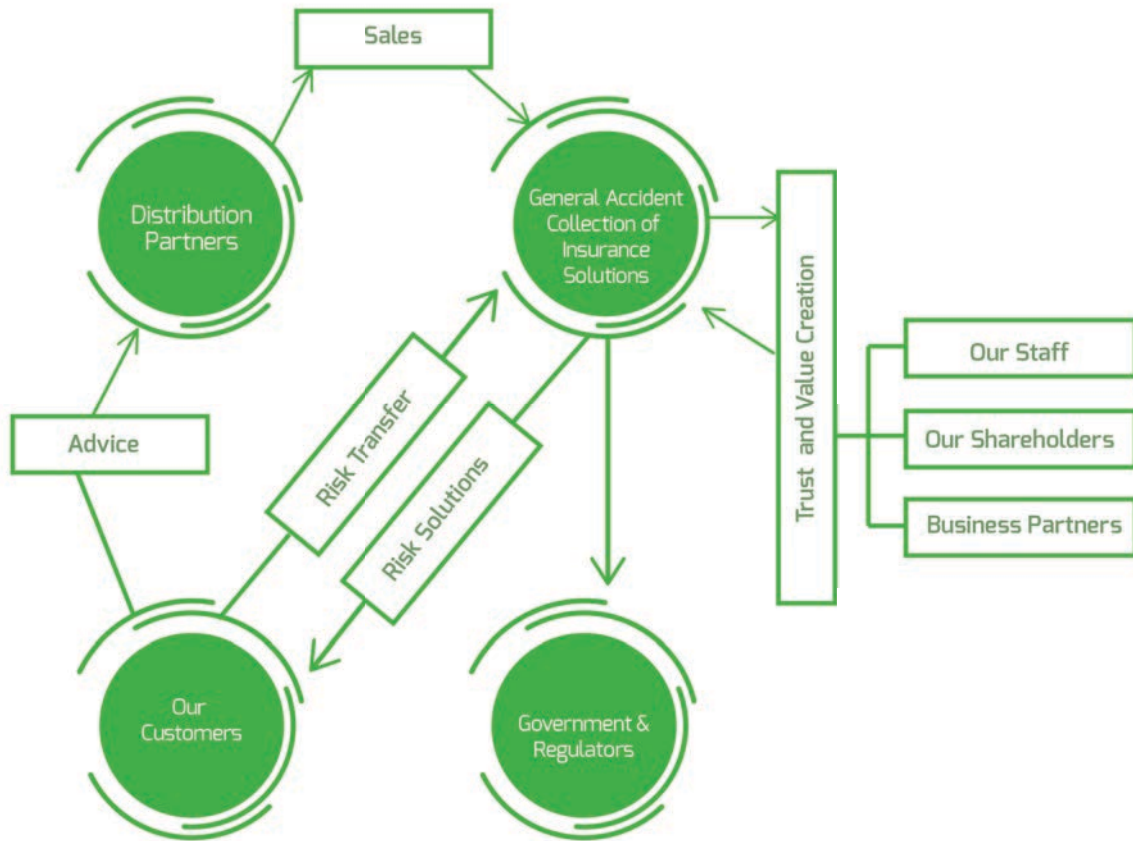 Sales
Distribution
Partners
General Accident
Collection of
Insurance
Solutions
Trust and Value Creation
Our Staff
Our Shareholders
Business Partners
Advice
Risk Transfer
Risk Solutions
Our
Customers
Government &
Regulators